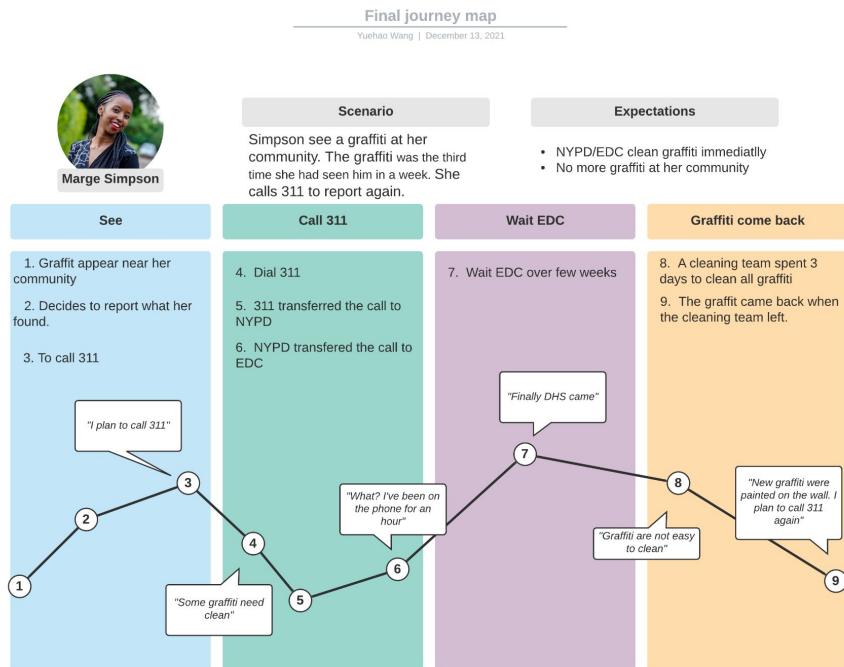 Final journey map
Yuehao Wang | December 13, 2021
Marge Simpson
Scenario
Simpson see a graffiti at her
community. The graffiti was the third
time she had seen him in a week. She
calls 311 to report again.
Expectations
• NYPD/EDC clean graffiti immediatlly
• No more graffiti at her community
See
Call 311
Wait EDC
Graffiti come back
1. Graffit appear near her
community
2. Decides to report what her
found.
3. To call 311
4. Dial 311
5. 311 transferred the call to
NYPD
6. NYPD transfered the call to
EDC
7. Wait EDC over few weeks
8. A cleaning team spent 3
days to clean all graffiti
9. The graffit came back when
the cleaning team left.
"I plan to call 311"
"Some graffiti need
clean"
"What? I've been on
the phone for an
hour"
"Finally DHS came"
"Graffiti are not easy
to clean"
"New graffiti were
painted on the wall. I
plan to call 311
again"
1
2
3
4
5
6
7
8
9